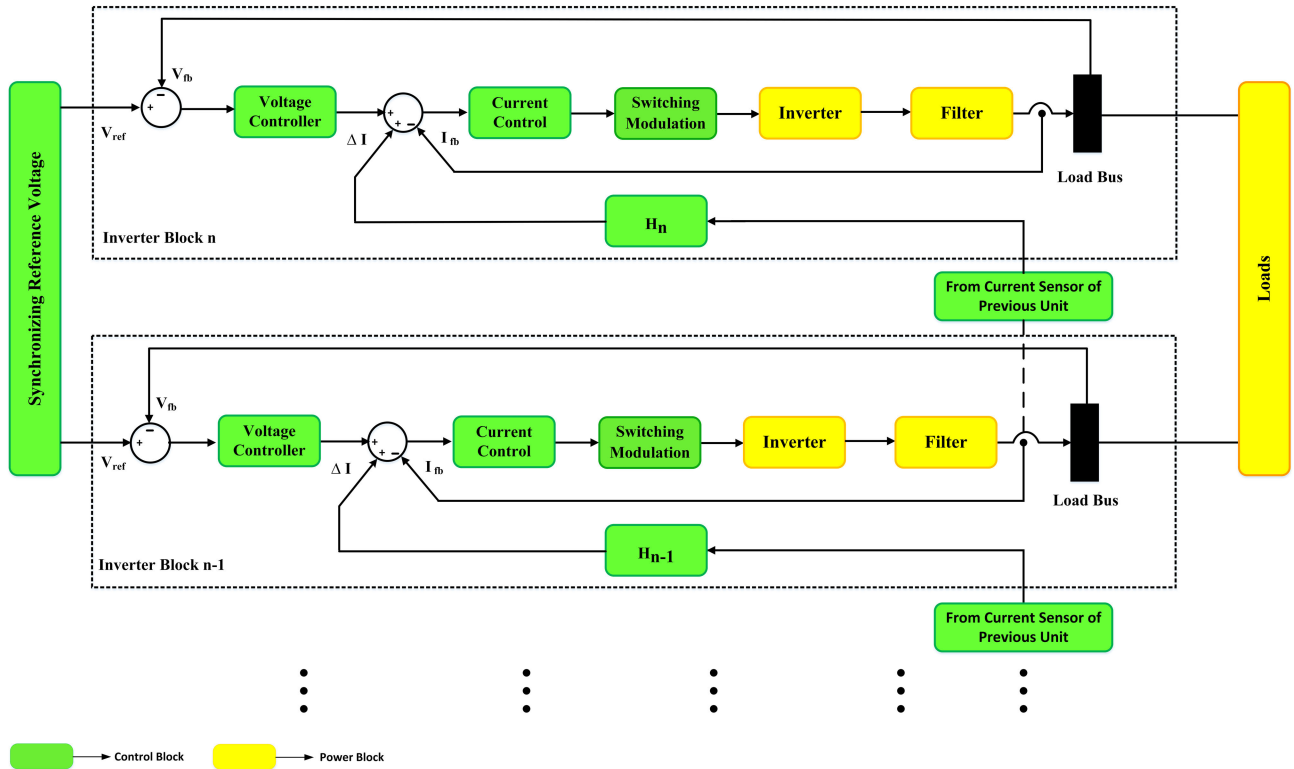 Synchronizing Reference Voltage
V_fb
+
−
V_ref
Voltage
Controller
+
+
−
Δ I
I_fb
Current
Control
Switching
Modulation
Inverter
Filter
Load Bus
H_n
Inverter Block n
From Current Sensor of
Previous Unit
Loads
V_fb
+
−
V_ref
Voltage
Controller
+
+
−
Δ I
I_fb
Current
Control
Switching
Modulation
Inverter
Filter
Load Bus
H_n-1
Inverter Block n-1
From Current Sensor of
Previous Unit
Control Block
Power Block